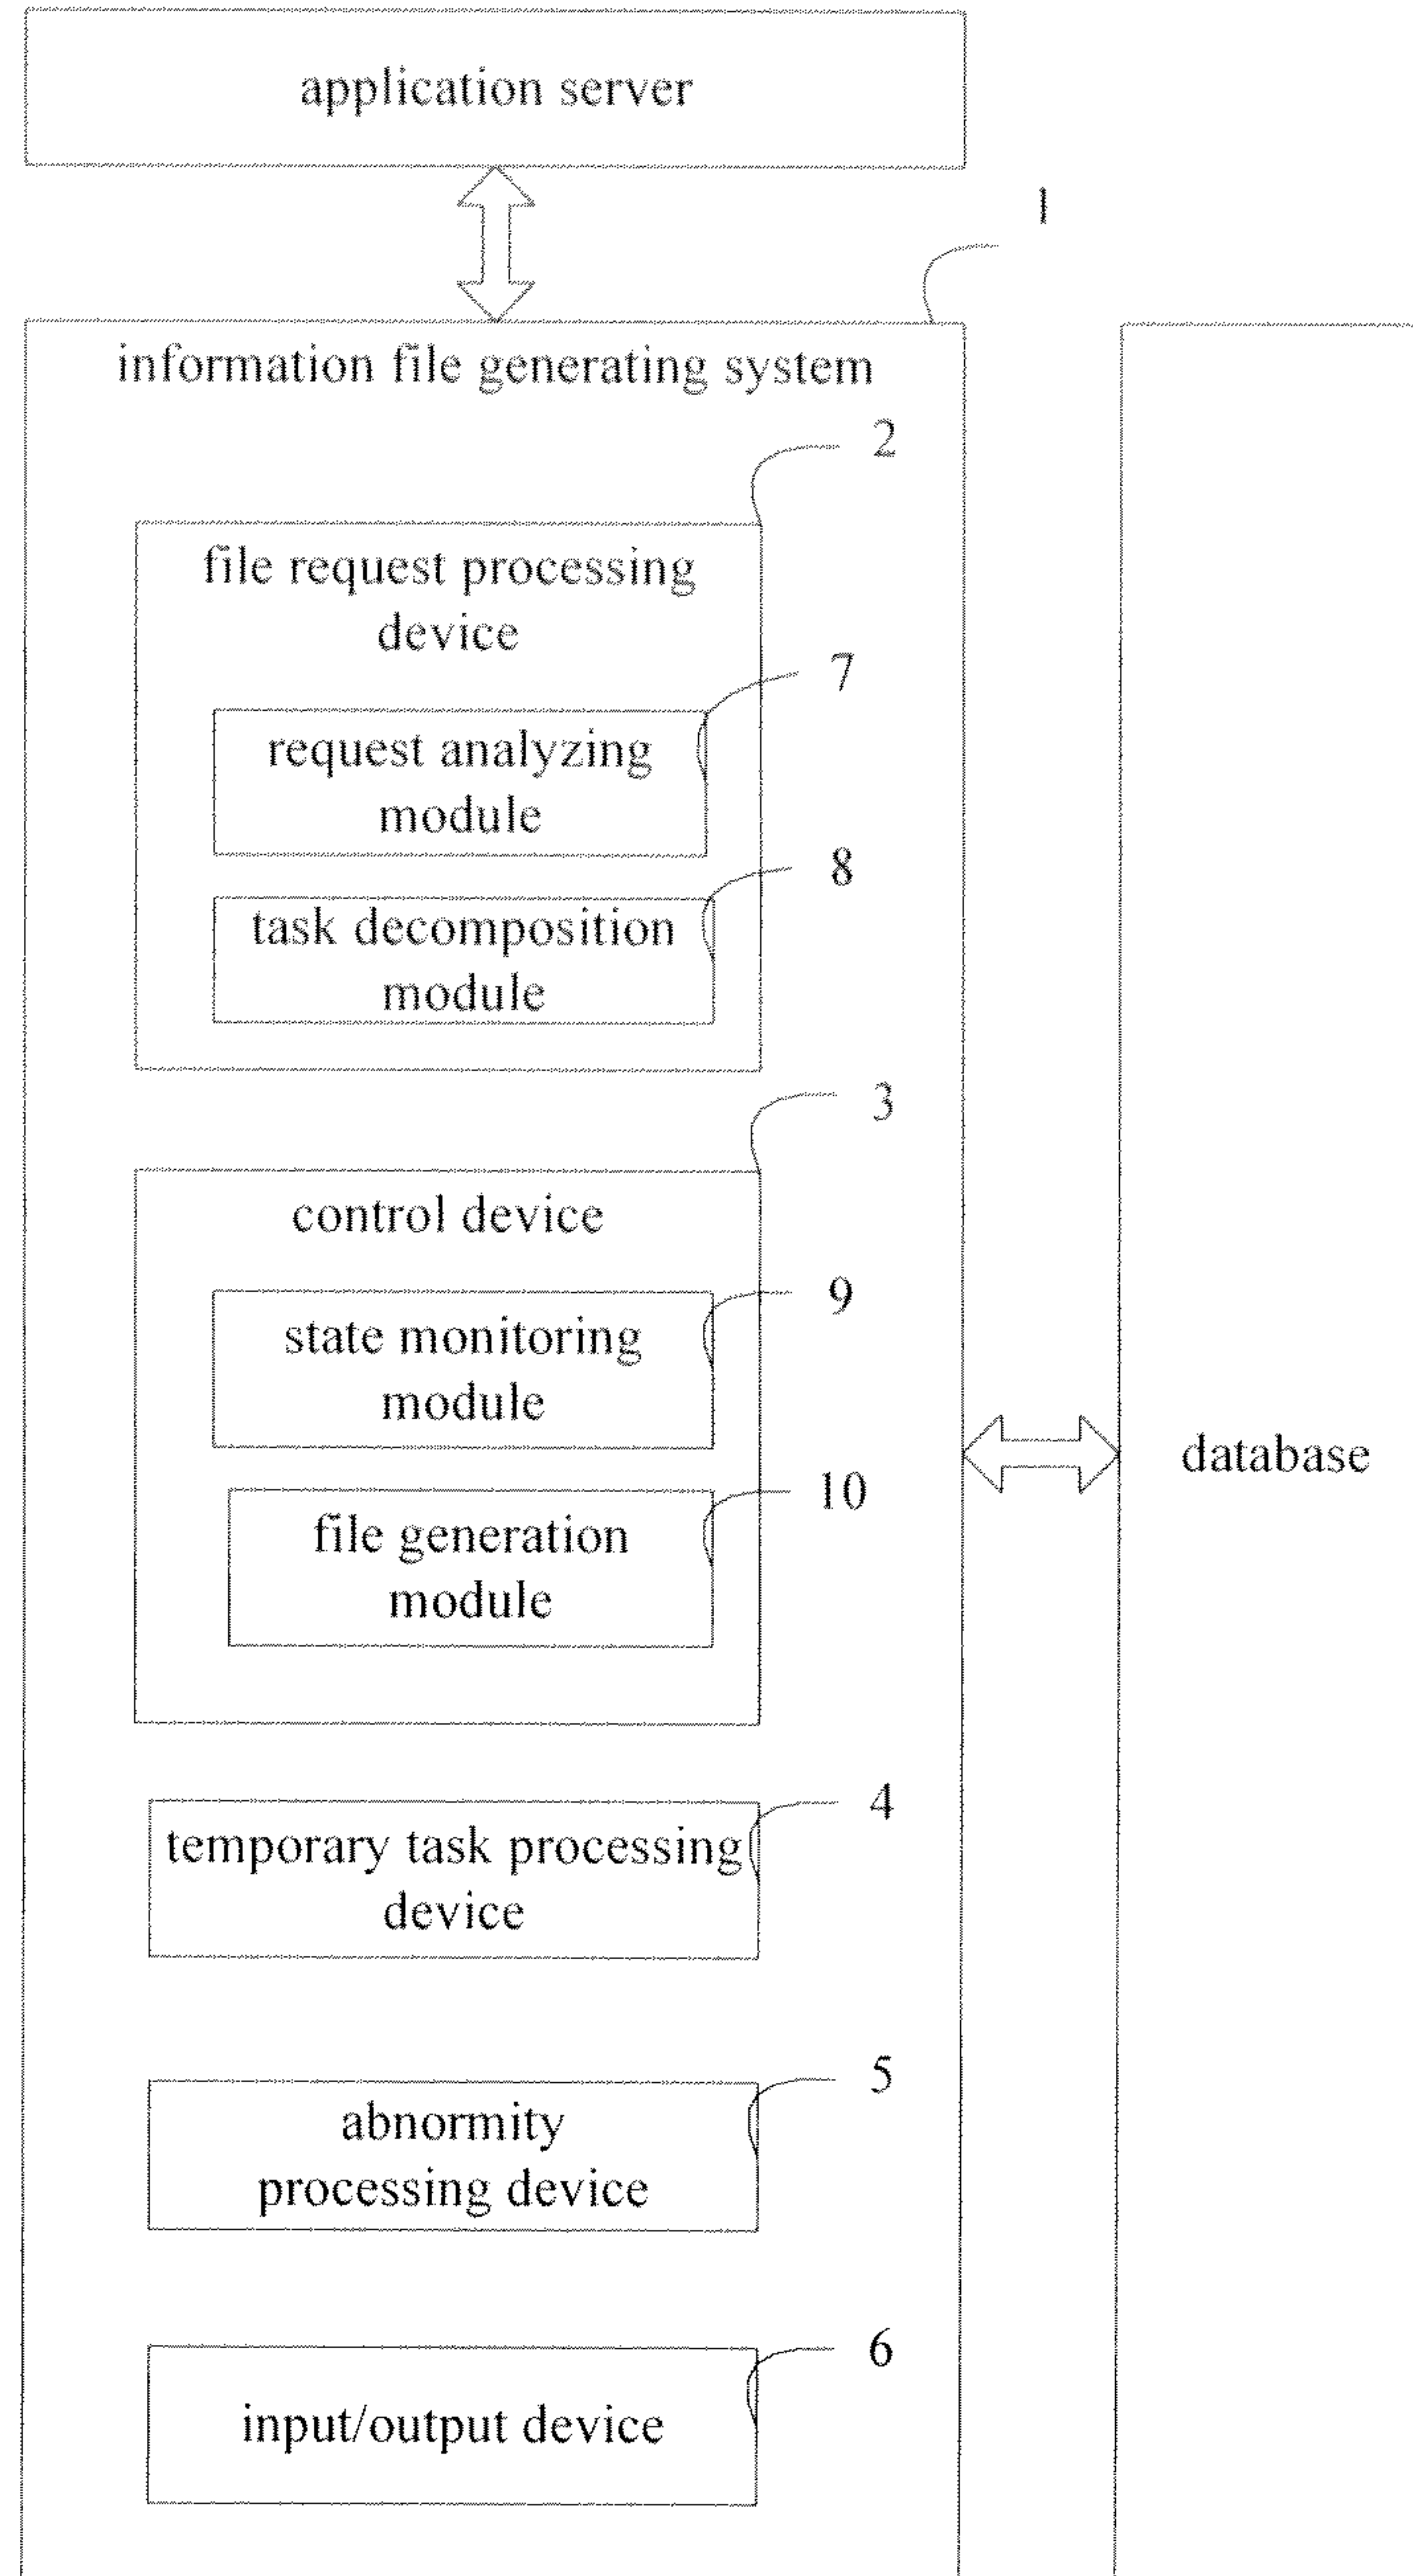 application server
1
information file generating system
2
file request processing
device
7
request analyzing
module
8
task decomposition
module
3
control device
9
state monitoring
module
database
10
file generation
module
4
temporary task processing
device
5
abnormity
processing device
6
input/output device